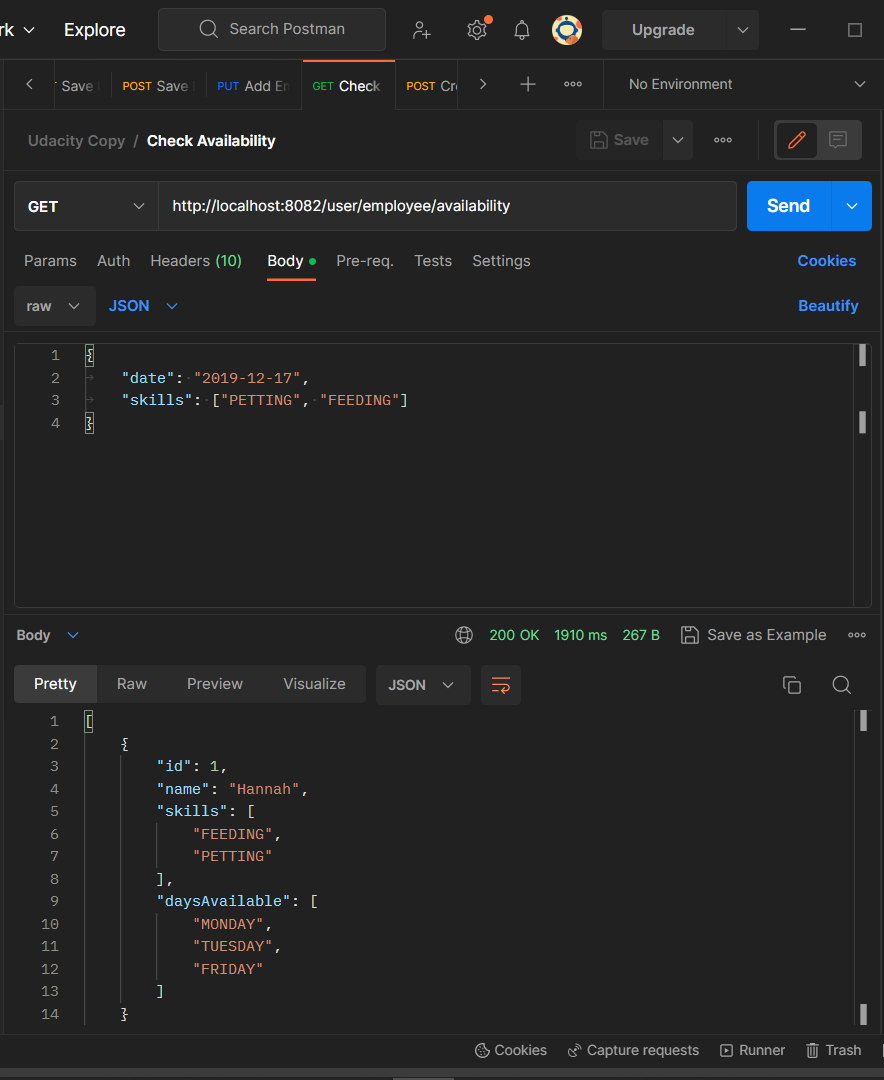 rk Explore Search Postman Upgrade
Save POST Save PUT Add En GET Check POST Cr No Environment
Udacity Copy / Check Availability Save
GET http://localhost:8082/user/employee/availability Send
Params Auth Headers (10) Body Pre-req. Tests Settings Cookies
raw JSON Beautify
1 {
2 "date": "2019-12-17",
3 "skills": ["PETTING", "FEEDING"]
4 }
Body 200 OK 1910 ms 267 B Save as Example
Pretty Raw Preview Visualize JSON
1 [
2 {
3 "id": 1,
4 "name": "Hannah",
5 "skills": [
6 "FEEDING",
7 "PETTING"
8 ],
9 "daysAvailable": [
10 "MONDAY",
11 "TUESDAY",
12 "FRIDAY"
13 ]
14 }
Cookies Capture requests Runner Trash